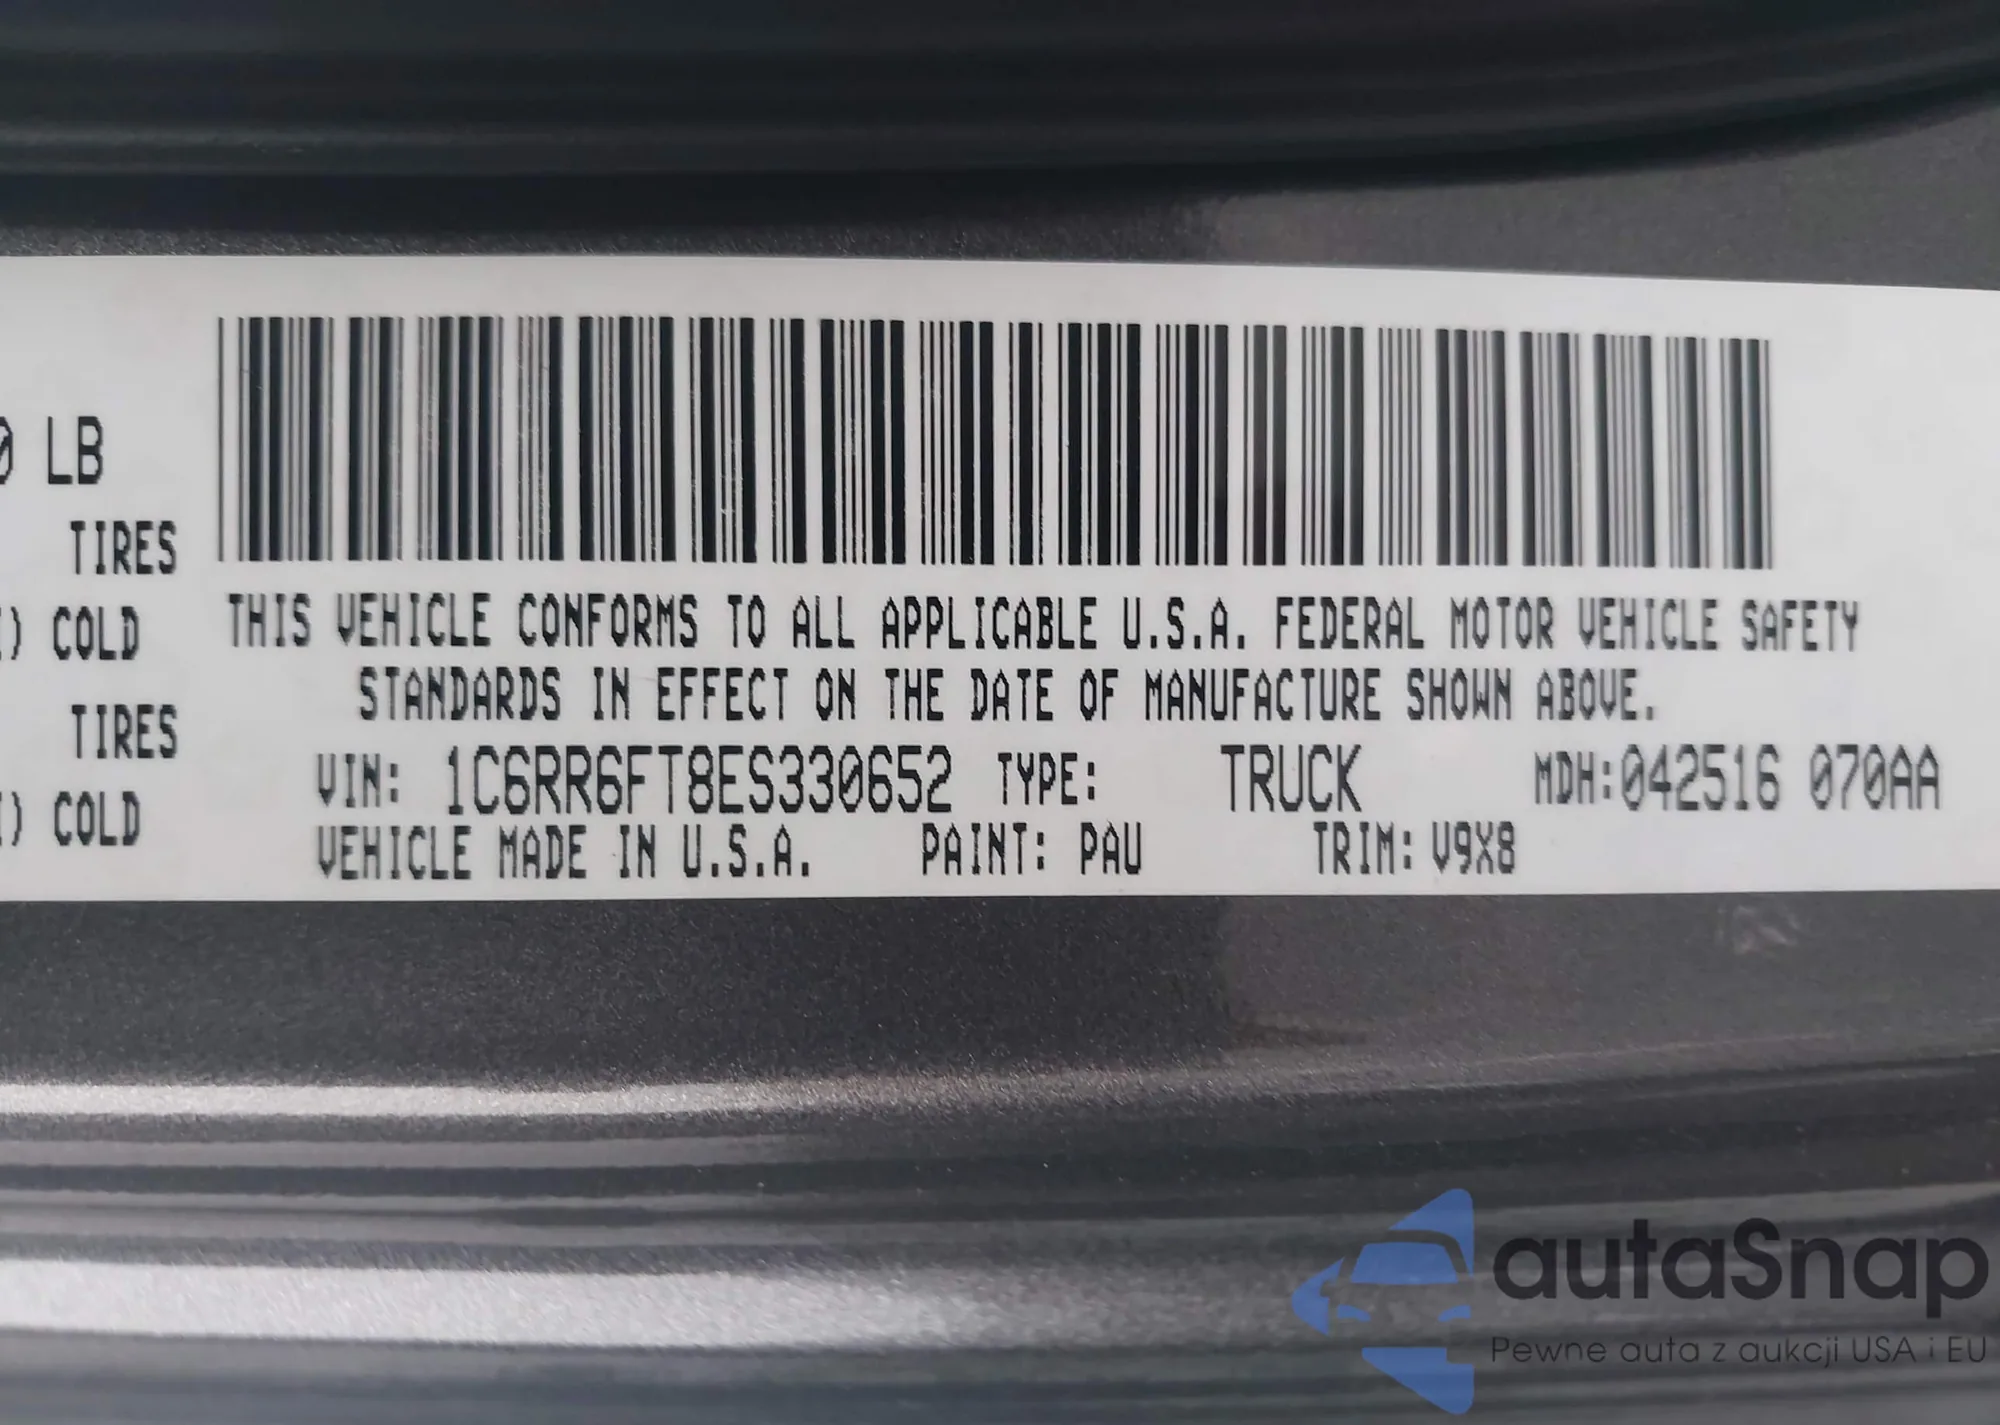 0 LB
TIRES
) COLD
TIRES
) COLD
THIS VEHICLE CONFORMS TO ALL APPLICABLE U.S.A. FEDERAL MOTOR VEHICLE SAFETY
STANDARDS IN EFFECT ON THE DATE OF MANUFACTURE SHOWN ABOVE.
VIN: 1C6RR6FT8ES330652 TYPE: TRUCK MDH:042516 070AA
VEHICLE MADE IN U.S.A. PAINT: PAU TRIM: V9X8
autaSnap
Pewne auta z aukcji USA i EU